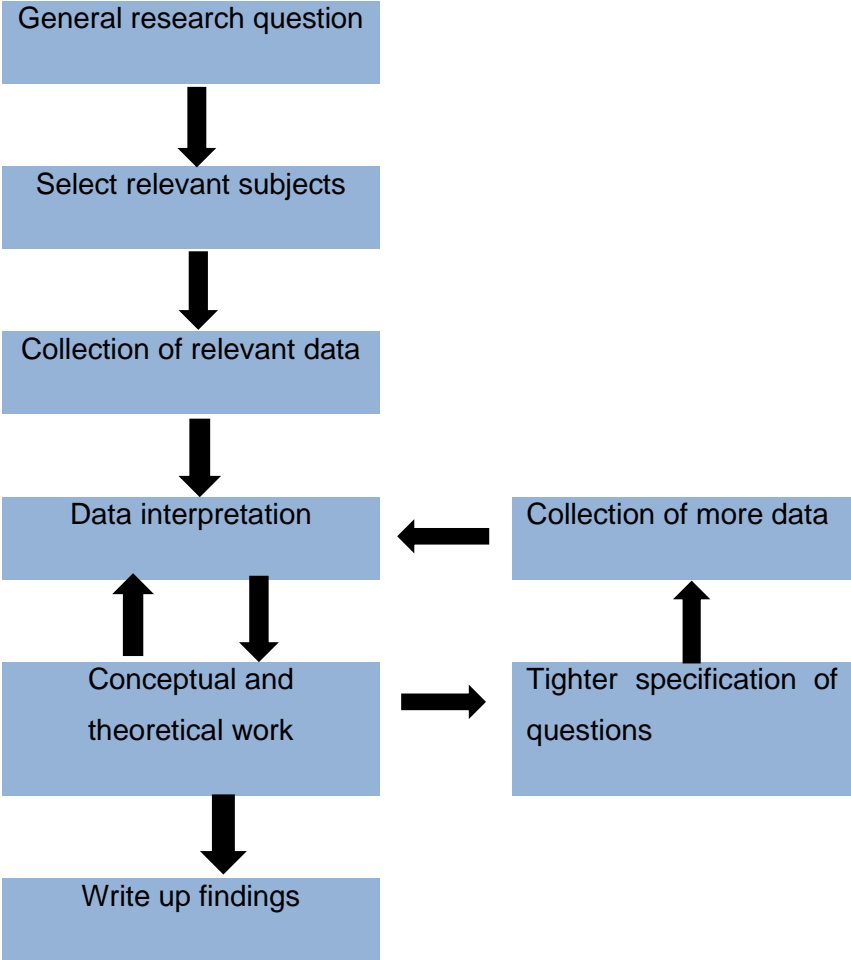 General research question
Select relevant subjects
Collection of relevant data
Data interpretation
Collection of more data
Conceptual and
theoretical work
Tighter specification of
questions
Write up findings